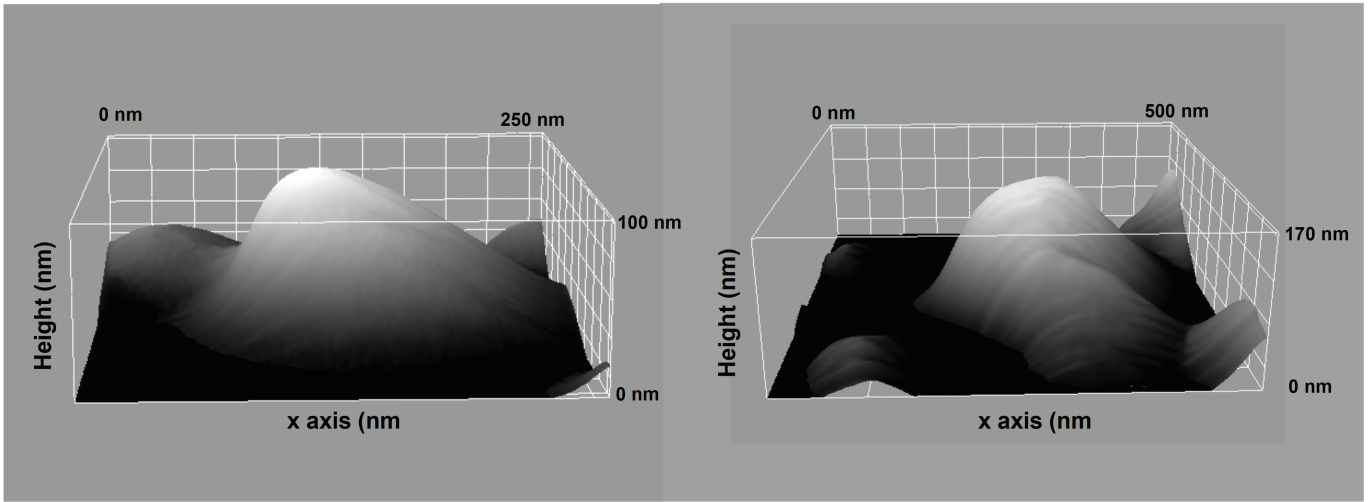 0 nm
250 nm
100 nm
Height (nm)
0 nm
x axis (nm
0 nm
500 nm
170 nm
Height (nm)
0 nm
x axis (nm